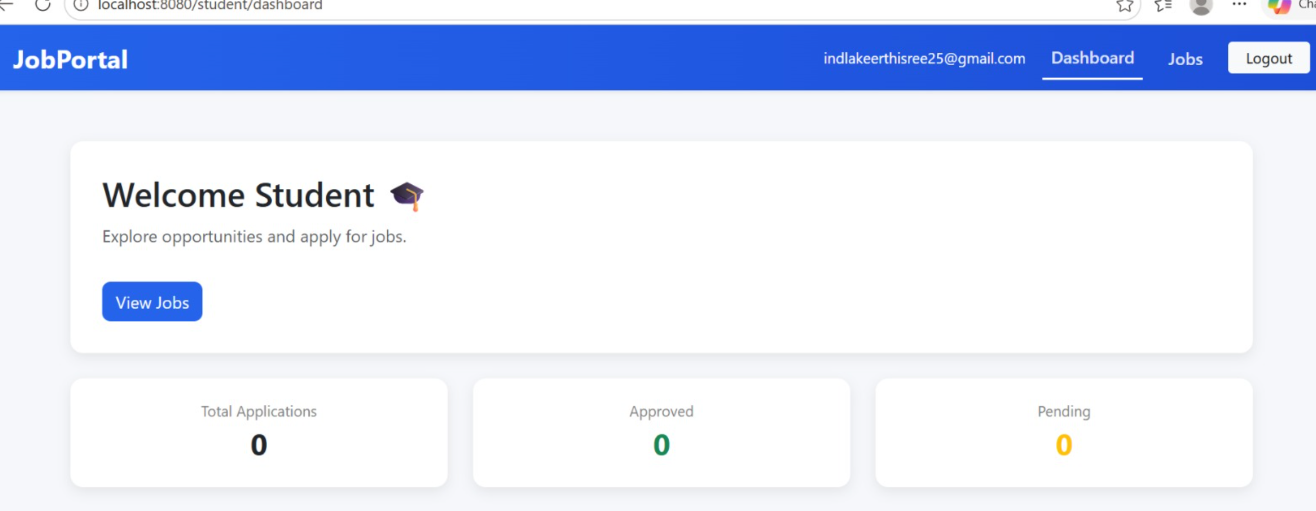 localhost:8080/student/dashboard
JobPortal
indlakeerthisree25@gmail.com Dashboard Jobs Logout
Welcome Student 🎓
Explore opportunities and apply for jobs.
View Jobs
Total Applications Approved Pending
0 0 0